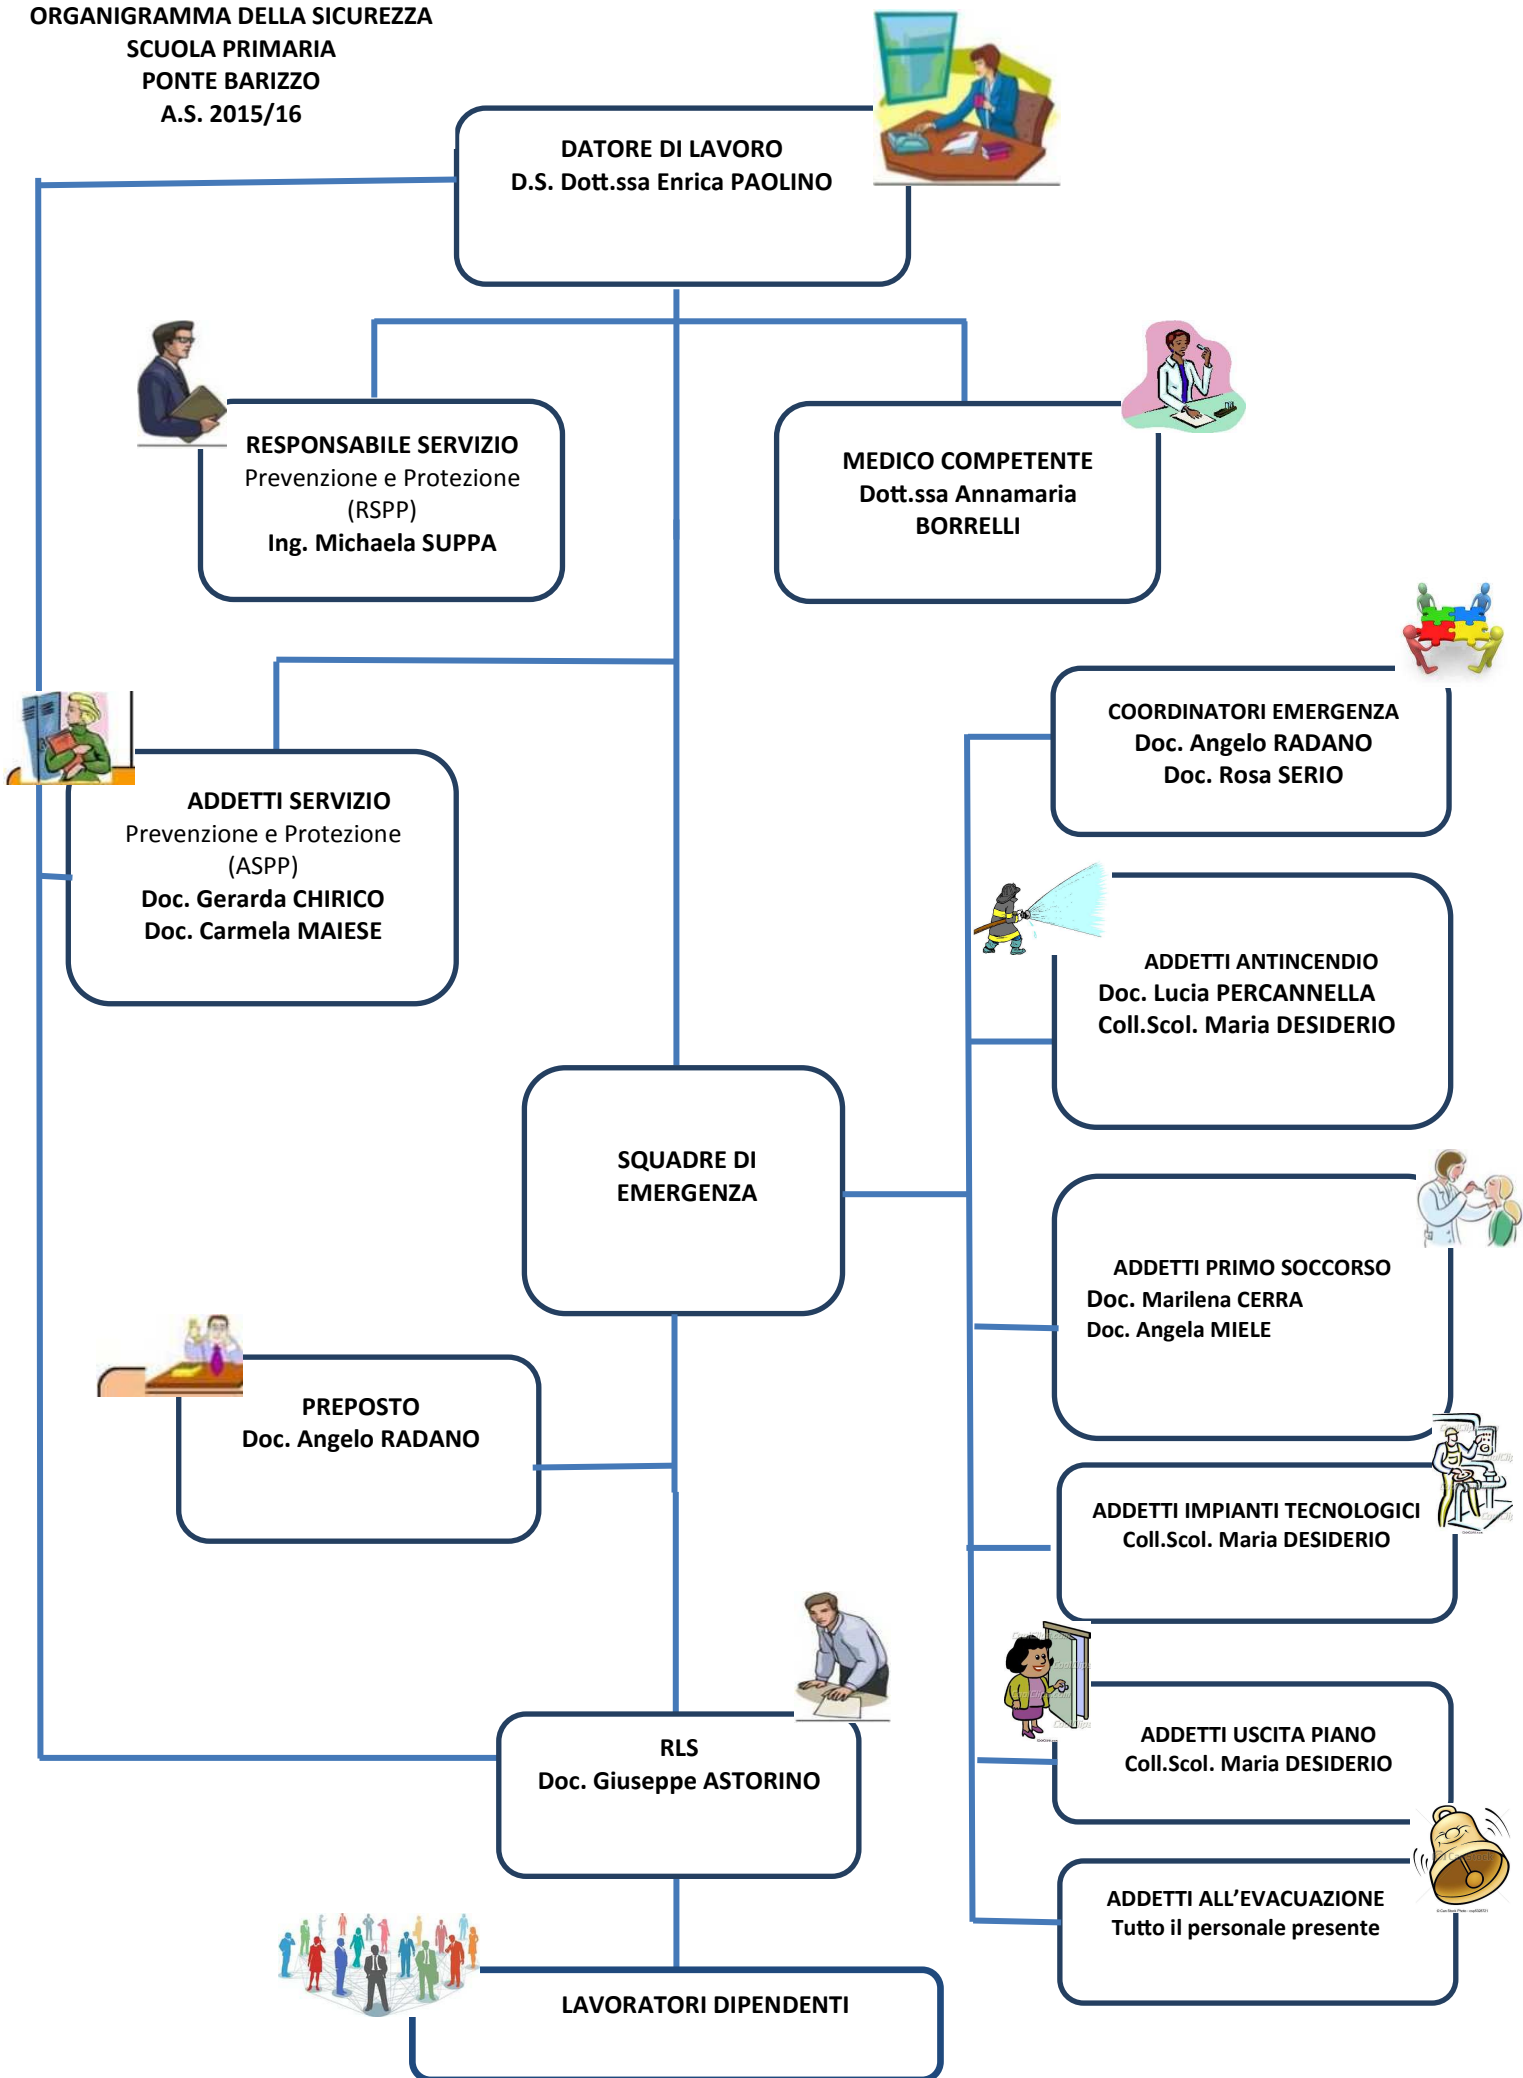 ORGANIGRAMMA DELLA SICUREZZA
SCUOLA PRIMARIA
PONTE BARIZZO
A.S. 2015/16
DATORE DI LAVORO
D.S. Dott.ssa Enrica PAOLINO
RESPONSABILE SERVIZIO
Prevenzione e Protezione
(RSPP)
Ing. Michaela SUPPA
MEDICO COMPETENTE
Dott.ssa Annamaria
BORRELLI
COORDINATORI EMERGENZA
Doc. Angelo RADANO
Doc. Rosa SERIO
ADDETTI SERVIZIO
Prevenzione e Protezione
(ASPP)
Doc. Gerarda CHIRICO
Doc. Carmela MAIESE
ADDETTI ANTINCENDIO
Doc. Lucia PERCANNELLA
Coll.Scol. Maria DESIDERIO
SQUADRE DI
EMERGENZA
ADDETTI PRIMO SOCCORSO
Doc. Marilena CERRA
Doc. Angela MIELE
PREPOSTO
Doc. Angelo RADANO
ADDETTI IMPIANTI TECNOLOGICI
Coll.Scol. Maria DESIDERIO
RLS
Doc. Giuseppe ASTORINO
ADDETTI USCITA PIANO
Coll.Scol. Maria DESIDERIO
ADDETTI ALL’EVACUAZIONE
Tutto il personale presente
LAVORATORI DIPENDENTI